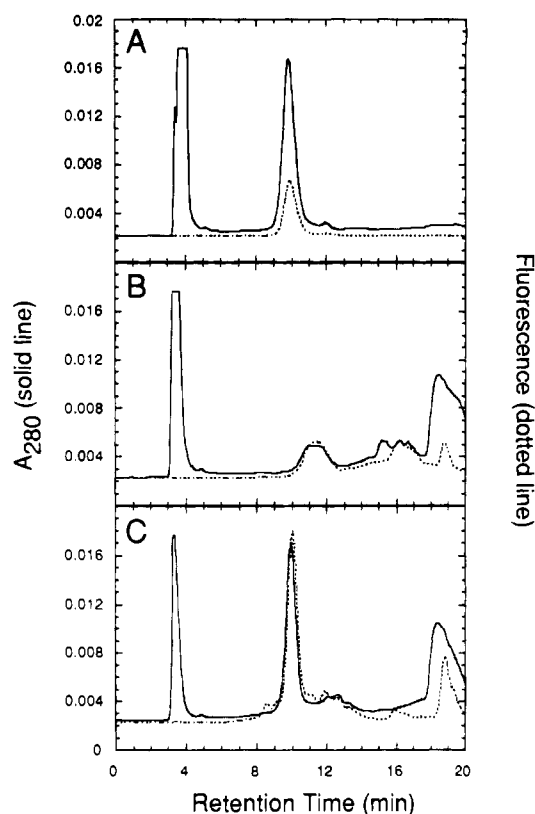 A
0.02
0.016
0.012
0.008
0.004
B
0.016
0.012
0.008
0.004
C
0.016
0.012
0.008
0.004
0
0 4 8 12 16 20
A280 (solid line)
Fluorescence (dotted line)
Retention Time (min)